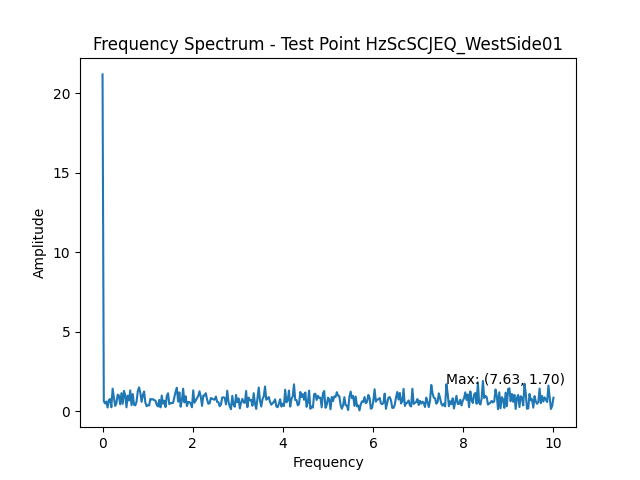 Frequency Spectrum - Test Point HzScSCJEQ_WestSide01
Amplitude
20
15
10
5
0
Max: (7.63, 1.70)
0 2 4 6 8 10
Frequency